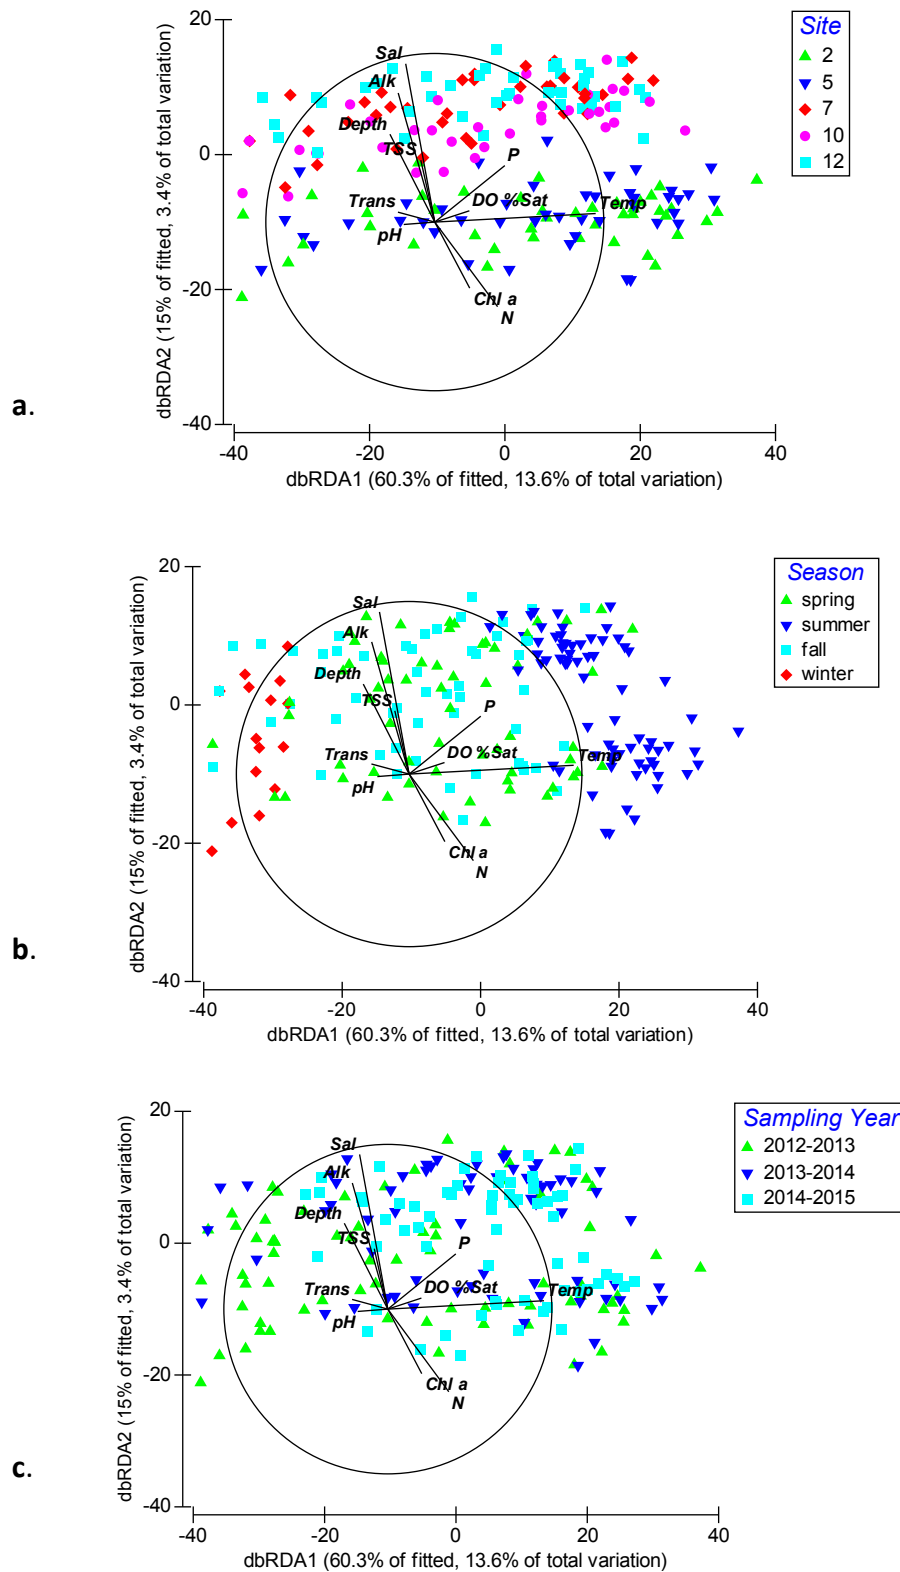 Site
2
5
7
10
12
20
0
-20
-40
dbRDA2 (15% of fitted, 3.4% of total variation)
Sal
Alk
Depth
TSS
P
Trans
DO %Sat
Temp
pH
Chl a
N
-40
-20
0
20
40
dbRDA1 (60.3% of fitted, 13.6% of total variation)
a.
Season
spring
summer
fall
winter
20
0
-20
-40
dbRDA2 (15% of fitted, 3.4% of total variation)
Sal
Alk
Depth
TSS
P
Trans
DO %Sat
Temp
pH
Chl a
N
-40
-20
0
20
40
dbRDA1 (60.3% of fitted, 13.6% of total variation)
b.
Sampling Year
2012-2013
2013-2014
2014-2015
20
0
-20
-40
dbRDA2 (15% of fitted, 3.4% of total variation)
Sal
Alk
Depth
TSS
P
Trans
DO %Sat
Temp
pH
Chl a
N
-40
-20
0
20
40
dbRDA1 (60.3% of fitted, 13.6% of total variation)
c.